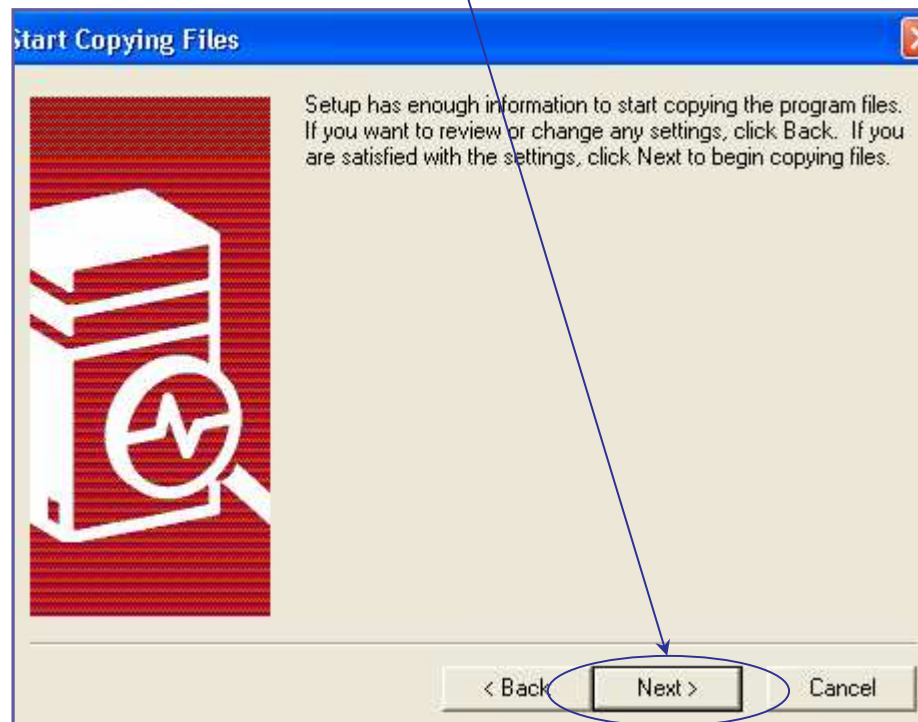 Start Copying Files
Setup has enough information to start copying the program files.
If you want to review or change any settings, click Back. If you
are satisfied with the settings, click Next to begin copying files.
< Back
Next >
Cancel